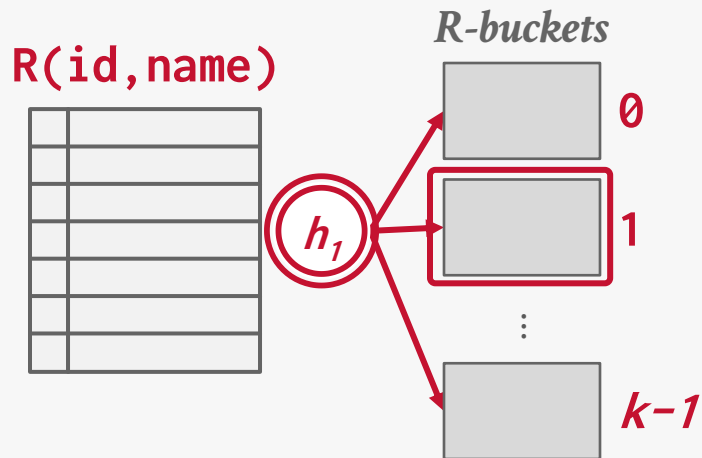 R-buckets
R(id,name)
0
h₁
1
⋮
k-1